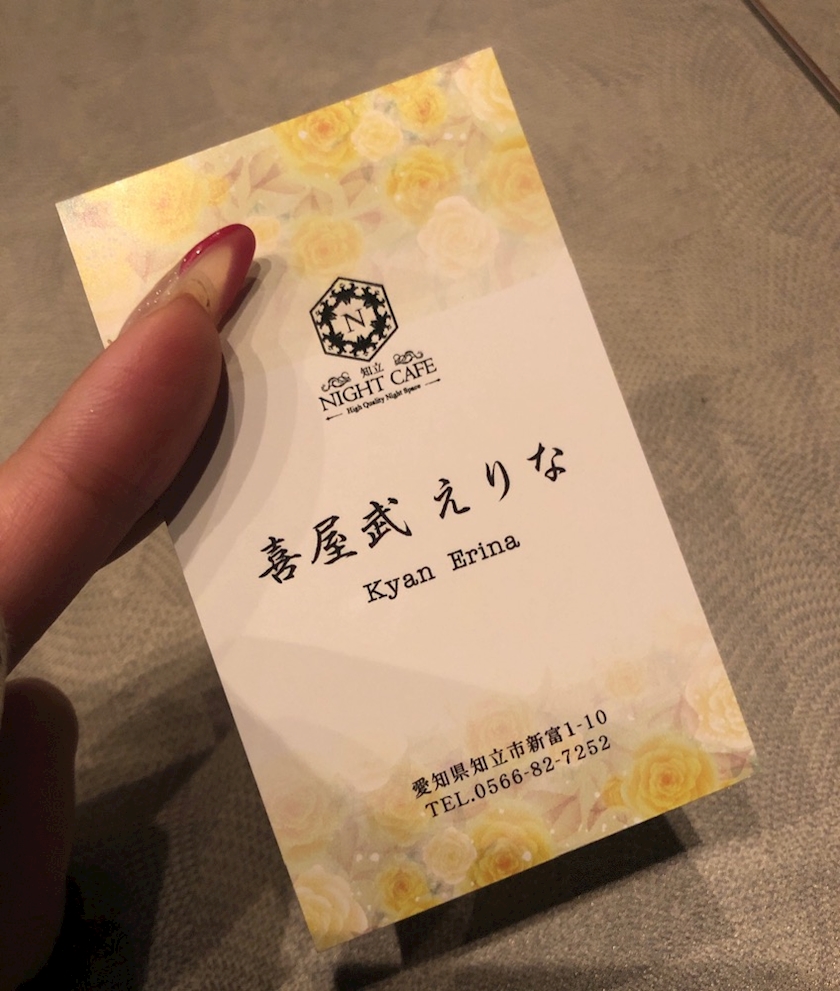 N
知立
NIGHT CAFE
High Quality Night Space
喜屋武 えりな
Kyan Erina
愛知県知立市新富1-10
TEL.0566-82-7252